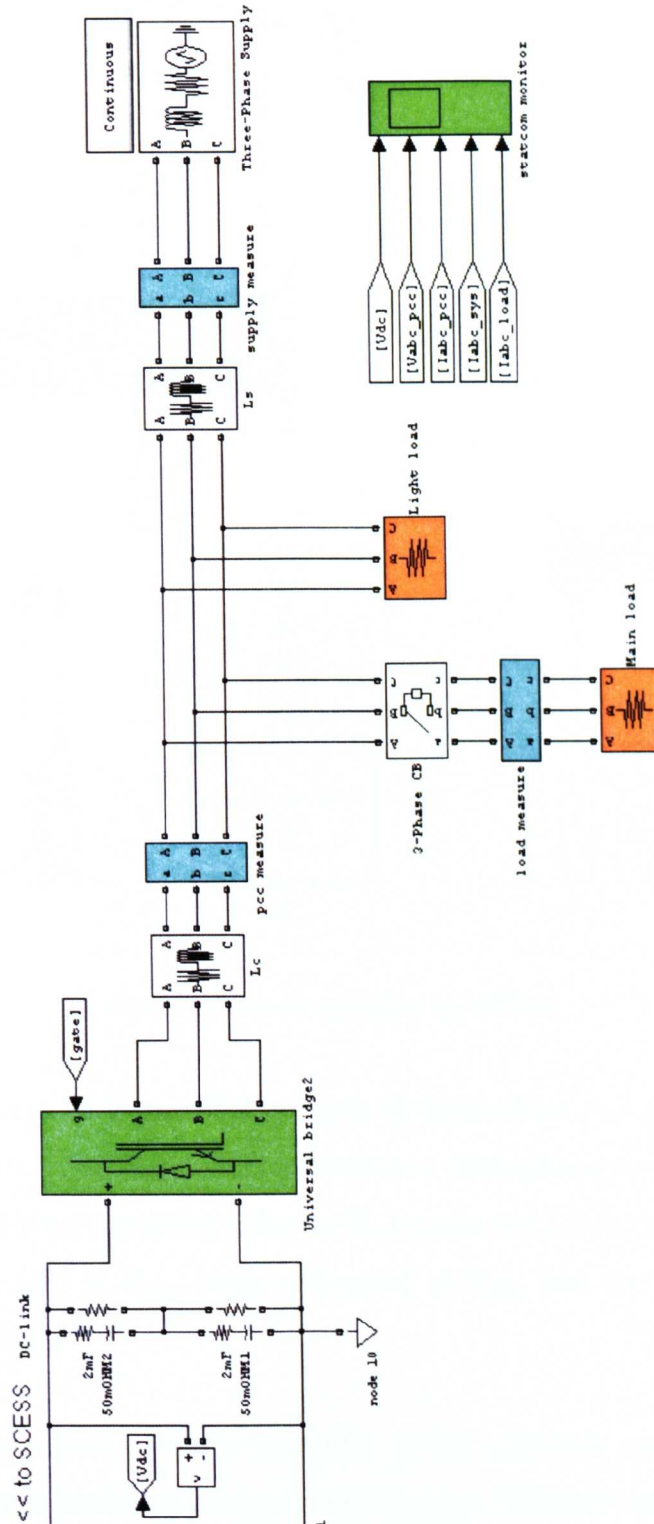 << to SCESS
DC-link
2mF
50mOHM2
2mF
50mOHM1
[Vdc]
v
+
-
node 10
+
-
g
A
B
C
Universal bridge2
[gate]
A
B
C
A
B
C
Lc
a
b
c
A
B
C
pcc measure
A
B
C
3-Phase CB
load measure
A
B
C
Main load
A
B
C
Light load
A
B
C
A
B
C
Ls
a
b
c
A
B
C
supply measure
A
B
C
Three-Phase Supply
Continuous
[Vdc]
[Vabc_pcc]
[Iabc_pcc]
[Iabc_sys]
[Iabc_load]
statcom monitor